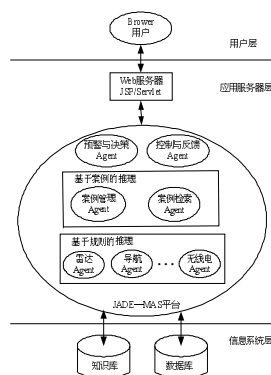 Brower
用户
用户层
Web服务器
JSP/Servlet
应用服务器层
预警与决策
Agent
控制与反馈
Agent
基于案例的推理
案例管理
Agent
案例检索
Agent
基于规则的推理
雷达
Agent
导航
Agent
···
无线电
Agent
JADE—MAS平台
信息系统层
知识库
数据库